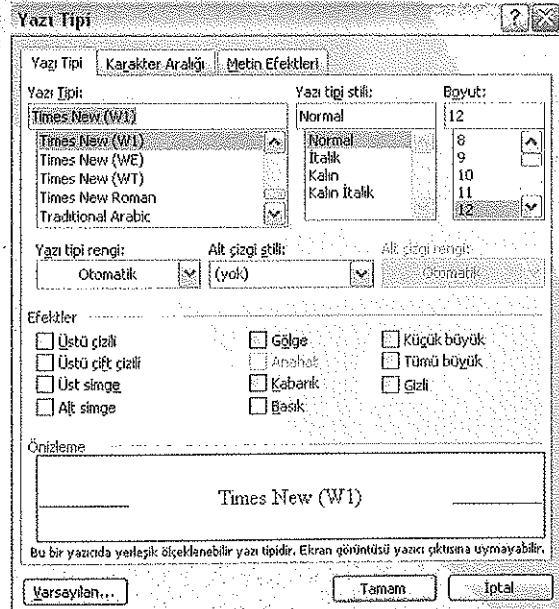 Yazı Tipi
Yazı Tipi Karakter Aralığı Metin Efektleri
Yazı Tipi: Yazı tipi stili: Boyut:
Times New (W1) Normal 12
Times New (W1) Normal 8
Times New (WE) İtalik 9
Times New (WT) Kalın 10
Times New Roman Kalın İtalik 11
Traditional Arabic 12
Yazı tipi rengi: Alt çizgi stili: Alt çizgi rengi:
Otomatik (yok) Otomatik
Efektler
Üstü çizili Gölge Küçük büyük
Üstü çift çizili Anahat Tümü büyük
Üst simge Kabarık Gizli
Alt simge Basık
Önizleme
Times New (W1)
Bu bir yazıcıda yerleşik ölçeklenebilir yazı tipidir. Ekran görüntüsü yazıcı çıktısına uymayabilir.
Varsayılan... Tamam İptal